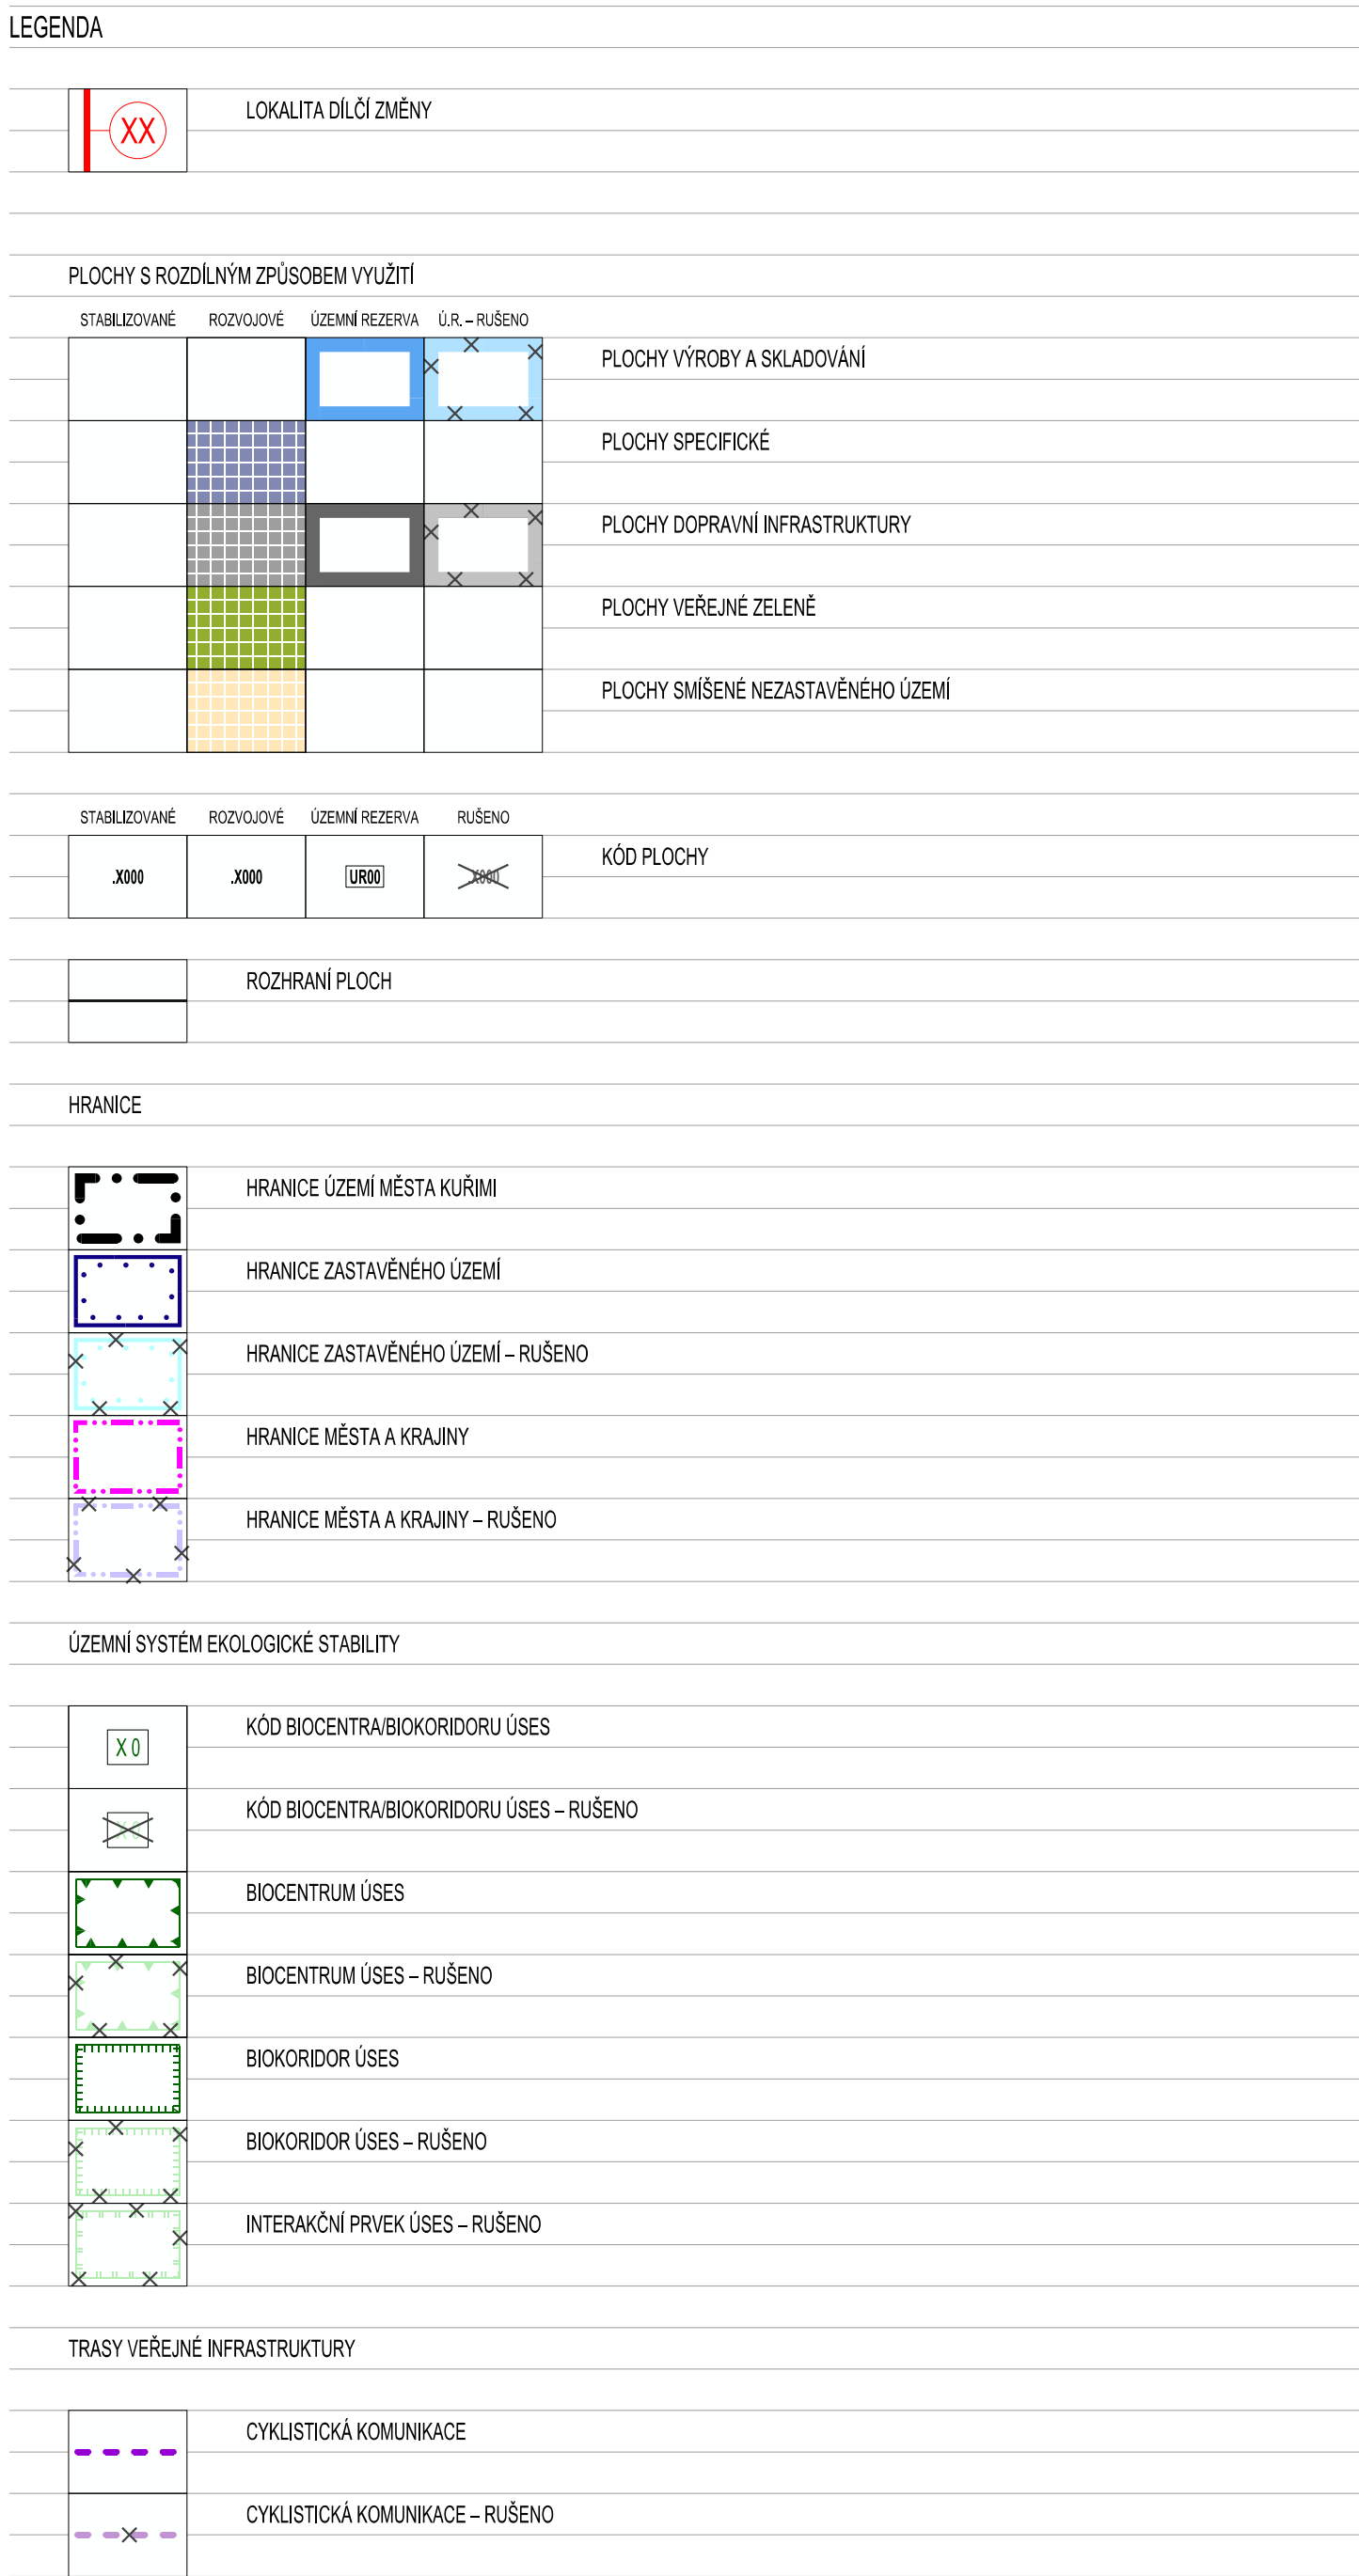 LEGENDA
XX LOKALITA DÍLČÍ ZMĚNY
PLOCHY S ROZDÍLNÝM ZPŮSOBEM VYUŽITÍ
STABILIZOVANÉ ROZVOJOVÉ ÚZEMNÍ REZERVA Ú.R. – RUŠENO
PLOCHY VÝROBY A SKLADOVÁNÍ
PLOCHY SPECIFICKÉ
PLOCHY DOPRAVNÍ INFRASTRUKTURY
PLOCHY VEŘEJNÉ ZELENĚ
PLOCHY SMÍŠENÉ NEZASTAVĚNÉHO ÚZEMÍ
STABILIZOVANÉ ROZVOJOVÉ ÚZEMNÍ REZERVA RUŠENO
.X000 .X000 UR00 .X000 KÓD PLOCHY
ROZHRANÍ PLOCH
HRANICE
HRANICE ÚZEMÍ MĚSTA KUŘIMI
HRANICE ZASTAVĚNÉHO ÚZEMÍ
HRANICE ZASTAVĚNÉHO ÚZEMÍ – RUŠENO
HRANICE MĚSTA A KRAJINY
HRANICE MĚSTA A KRAJINY – RUŠENO
ÚZEMNÍ SYSTÉM EKOLOGICKÉ STABILITY
X 0 KÓD BIOCENTRA/BIOKORIDORU ÚSES
X 0 KÓD BIOCENTRA/BIOKORIDORU ÚSES – RUŠENO
BIOCENTRUM ÚSES
BIOCENTRUM ÚSES – RUŠENO
BIOKORIDOR ÚSES
BIOKORIDOR ÚSES – RUŠENO
INTERAKČNÍ PRVEK ÚSES – RUŠENO
TRASY VEŘEJNÉ INFRASTRUKTURY
CYKLISTICKÁ KOMUNIKACE
CYKLISTICKÁ KOMUNIKACE – RUŠENO